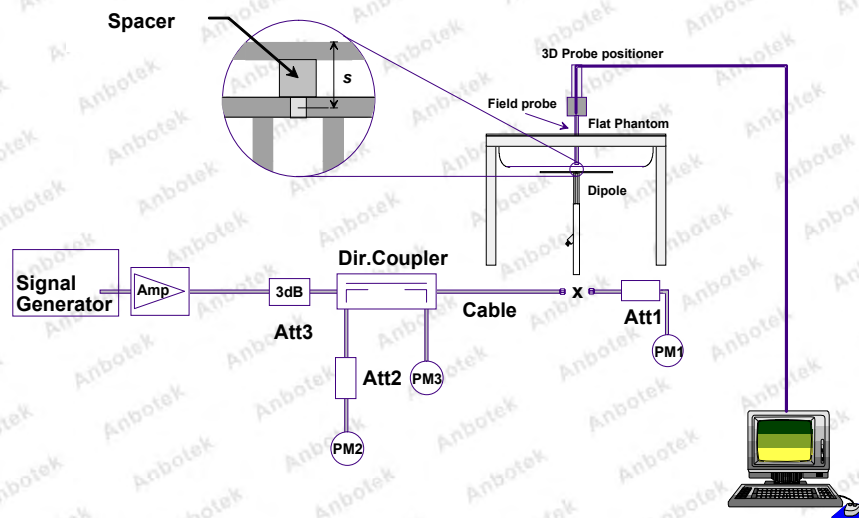 Spacer
s
3D Probe positioner
Field probe
Flat Phantom
Dipole
Signal
Generator
Amp
3dB
Att3
Dir.Coupler
Cable
x
Att1
PM1
Att2
PM3
PM2
Anbotek